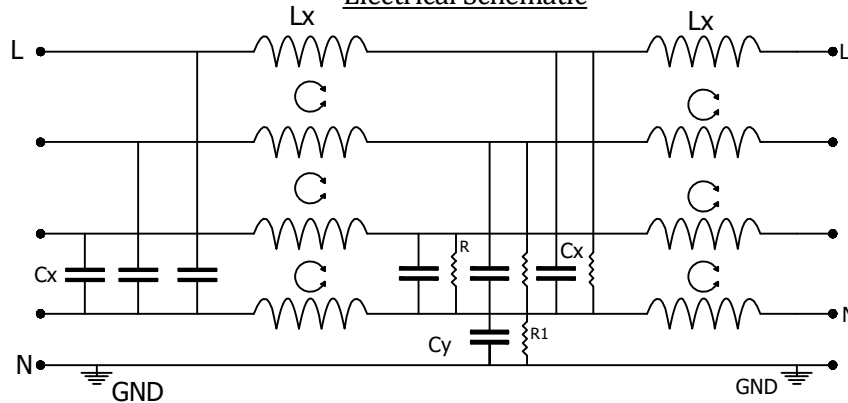 Electrical Schematic
Lx
Lx
L
L
R
Cx
Cx
N
R1
Cy
N
GND
GND